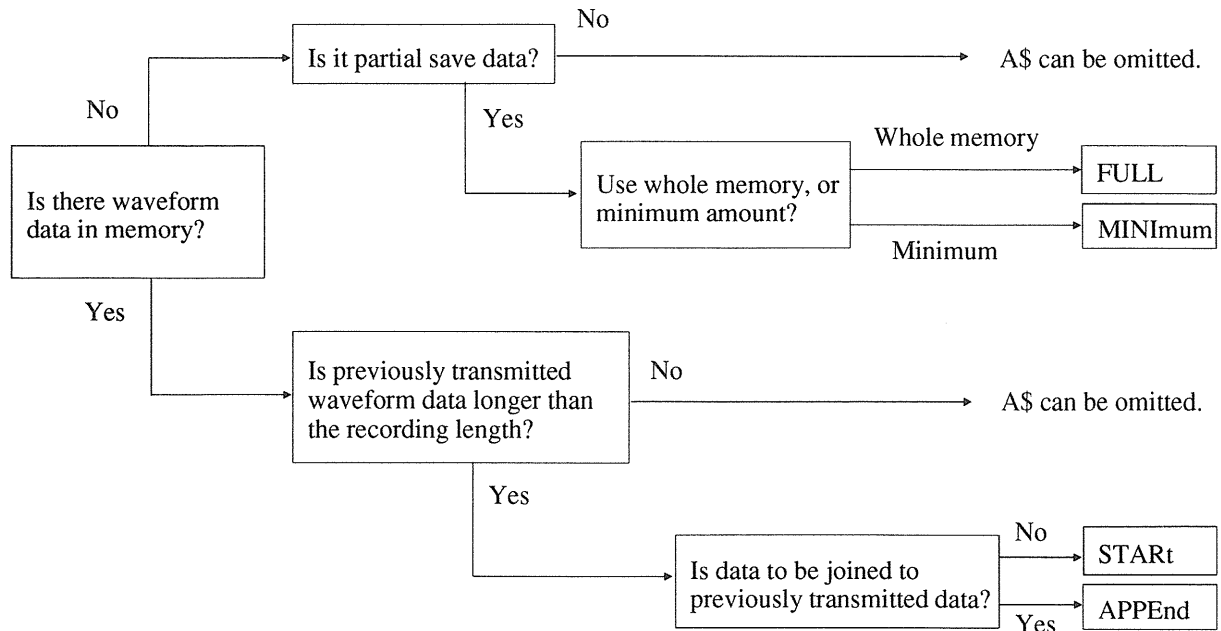 No
Is it partial save data?
A$ can be omitted.
No
Yes
Whole memory
Use whole memory, or
minimum amount?
FULL
MINImum
Minimum
Is there waveform
data in memory?
Yes
Is previously transmitted
waveform data longer than
the recording length?
No
A$ can be omitted.
Yes
Is data to be joined to
previously transmitted data?
No
STARt
APPEnd
Yes